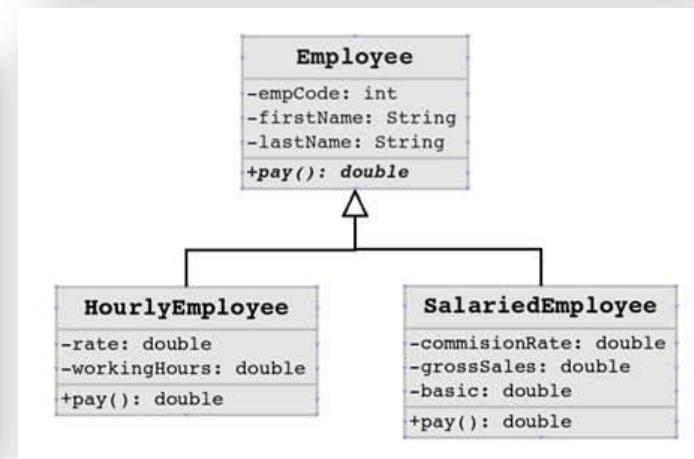 Employee
-empCode: int
-firstName: String
-lastName: String
+pay(): double
HourlyEmployee
-rate: double
-workingHours: double
+pay(): double
SalariedEmployee
-commisionRate: double
-grossSales: double
-basic: double
+pay(): double